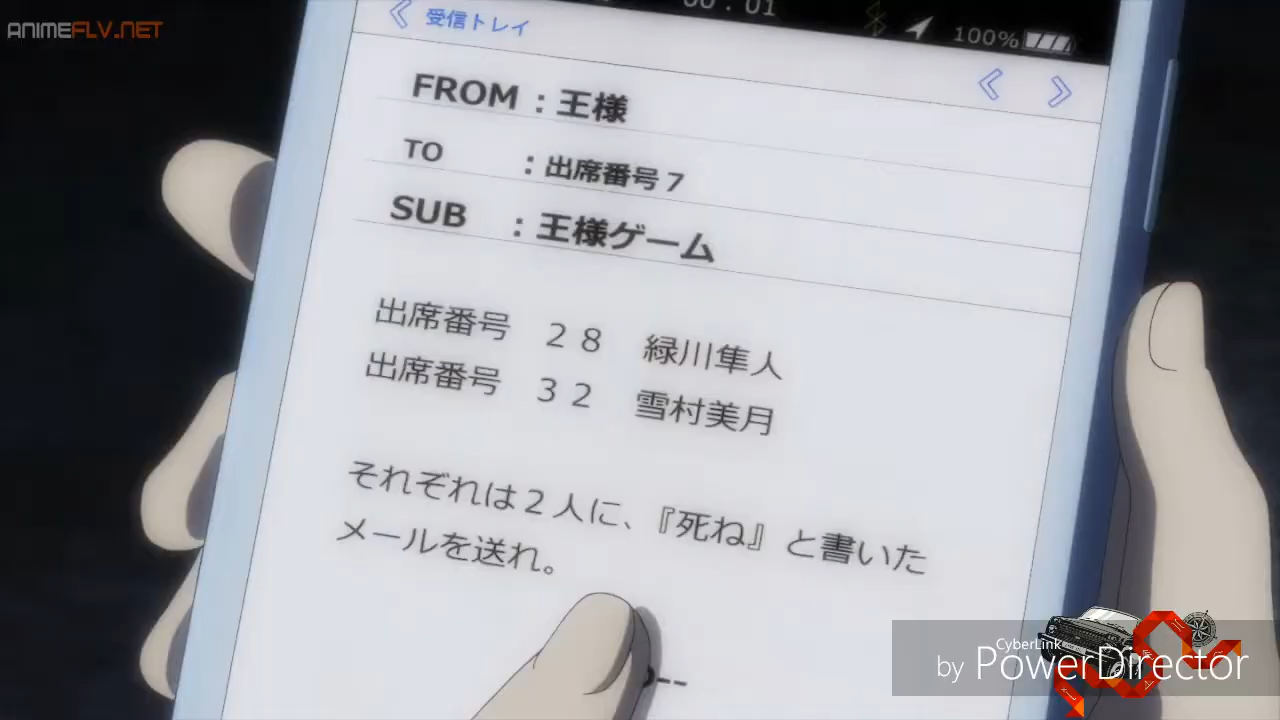 ANIMEFLV.NET
00:01
100%
受信トレイ
FROM : 王様
TO : 出席番号7
SUB : 王様ゲーム
出席番号 28 緑川隼人
出席番号 32 雪村美月
それぞれは2人に、『死ね』と書いた
メールを送れ。
CyberLink
by PowerDirector